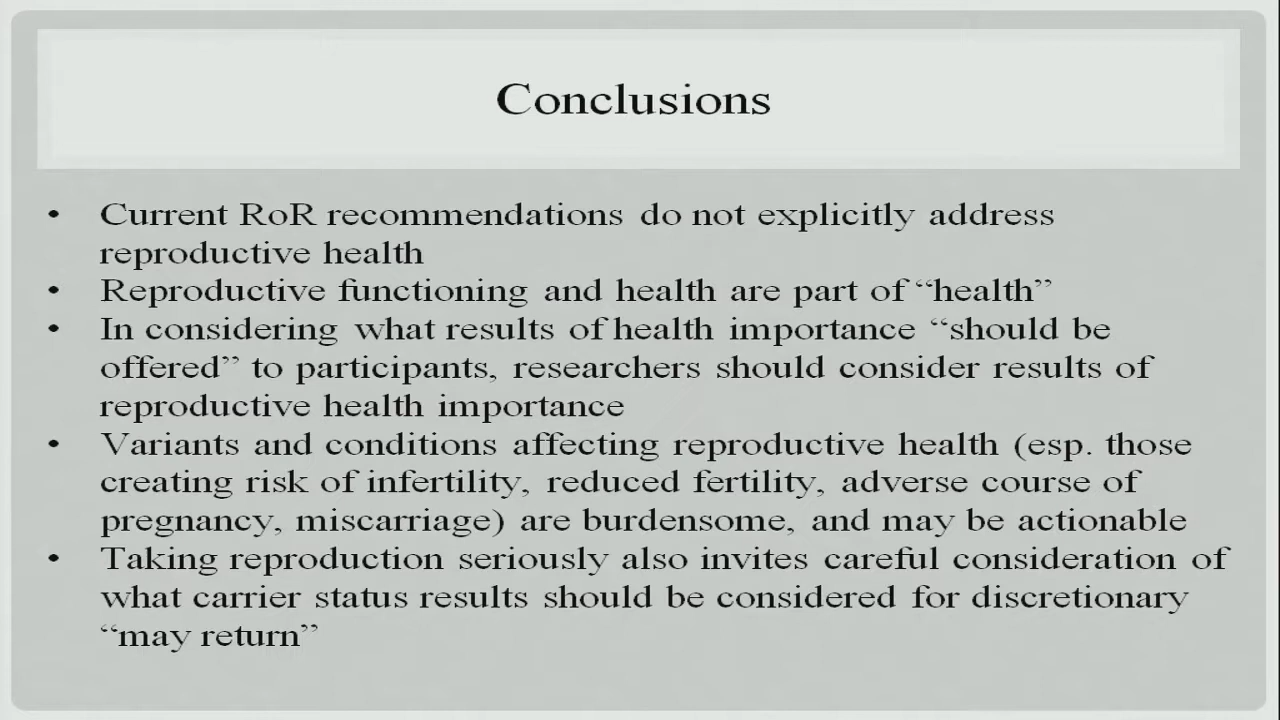 Conclusions
• Current RoR recommendations do not explicitly address
reproductive health
• Reproductive functioning and health are part of “health”
• In considering what results of health importance “should be
offered” to participants, researchers should consider results of
reproductive health importance
• Variants and conditions affecting reproductive health (esp. those
creating risk of infertility, reduced fertility, adverse course of
pregnancy, miscarriage) are burdensome, and may be actionable
• Taking reproduction seriously also invites careful consideration of
what carrier status results should be considered for discretionary
“may return”